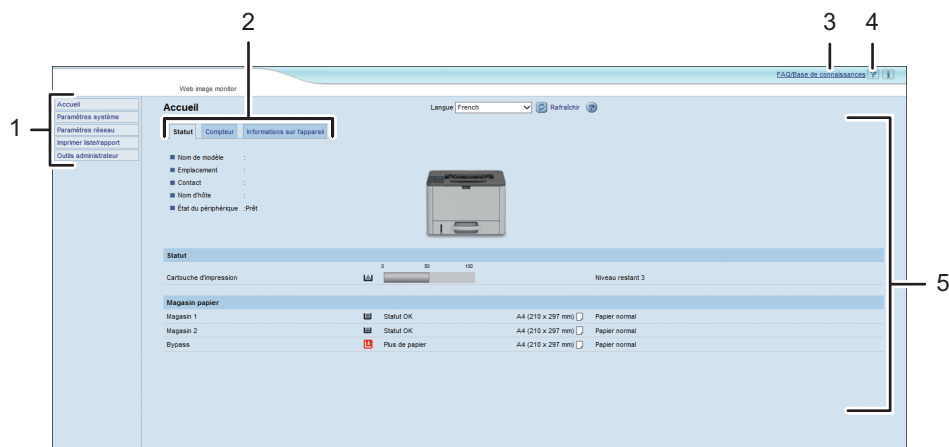 2
3
4
FAQ/Base de connaissances
Web image monitor
1
Accueil
Paramètres système
Paramètres réseau
Imprimer liste/rapport
Outils administrateur
Accueil
Langue French
Rafraîchir
Statut Compteur Informations sur l'appareil
Nom de modèle :
Emplacement :
Contact :
Nom d'hôte :
État du périphérique :Prêt
5
Statut
0 50 100
Cartouche d'impression Niveau restant 3
Magasin papier
Magasin 1 Statut OK A4 (210 x 297 mm) Papier normal
Magasin 2 Statut OK A4 (210 x 297 mm) Papier normal
Bypass Plus de papier A4 (210 x 297 mm) Papier normal